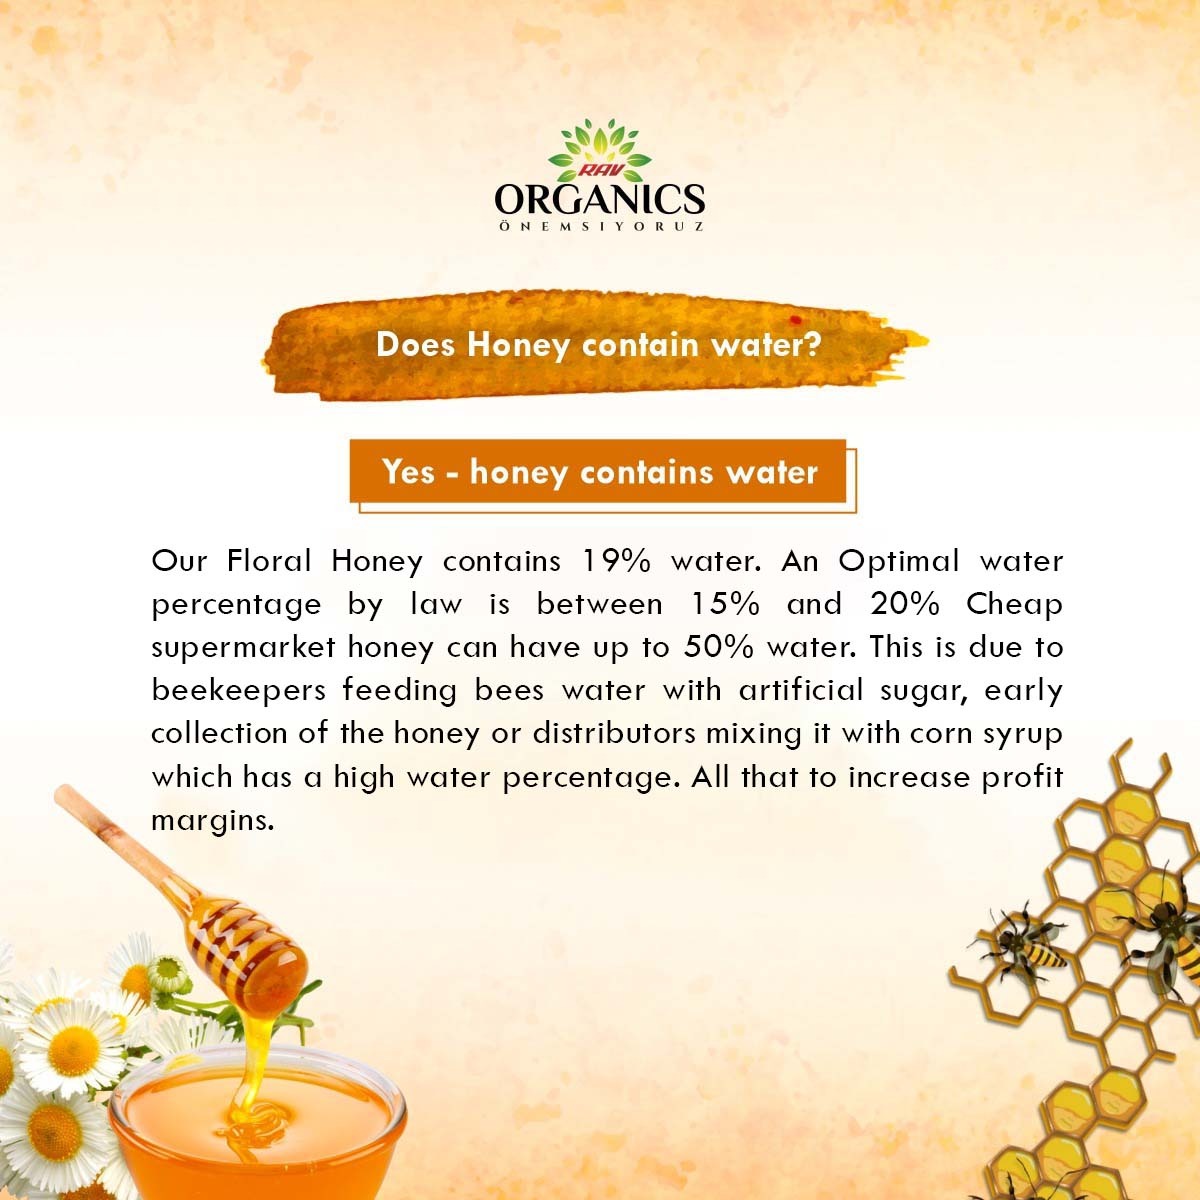 RAV
ORGANICS
ÖNEMSIYORUZ
Does Honey contain water?
Yes - honey contains water
Our Floral Honey contains 19% water. An Optimal water
percentage by law is between 15% and 20% Cheap
supermarket honey can have up to 50% water. This is due to
beekeepers feeding bees water with artificial sugar, early
collection of the honey or distributors mixing it with corn syrup
which has a high water percentage. All that to increase profit
margins.